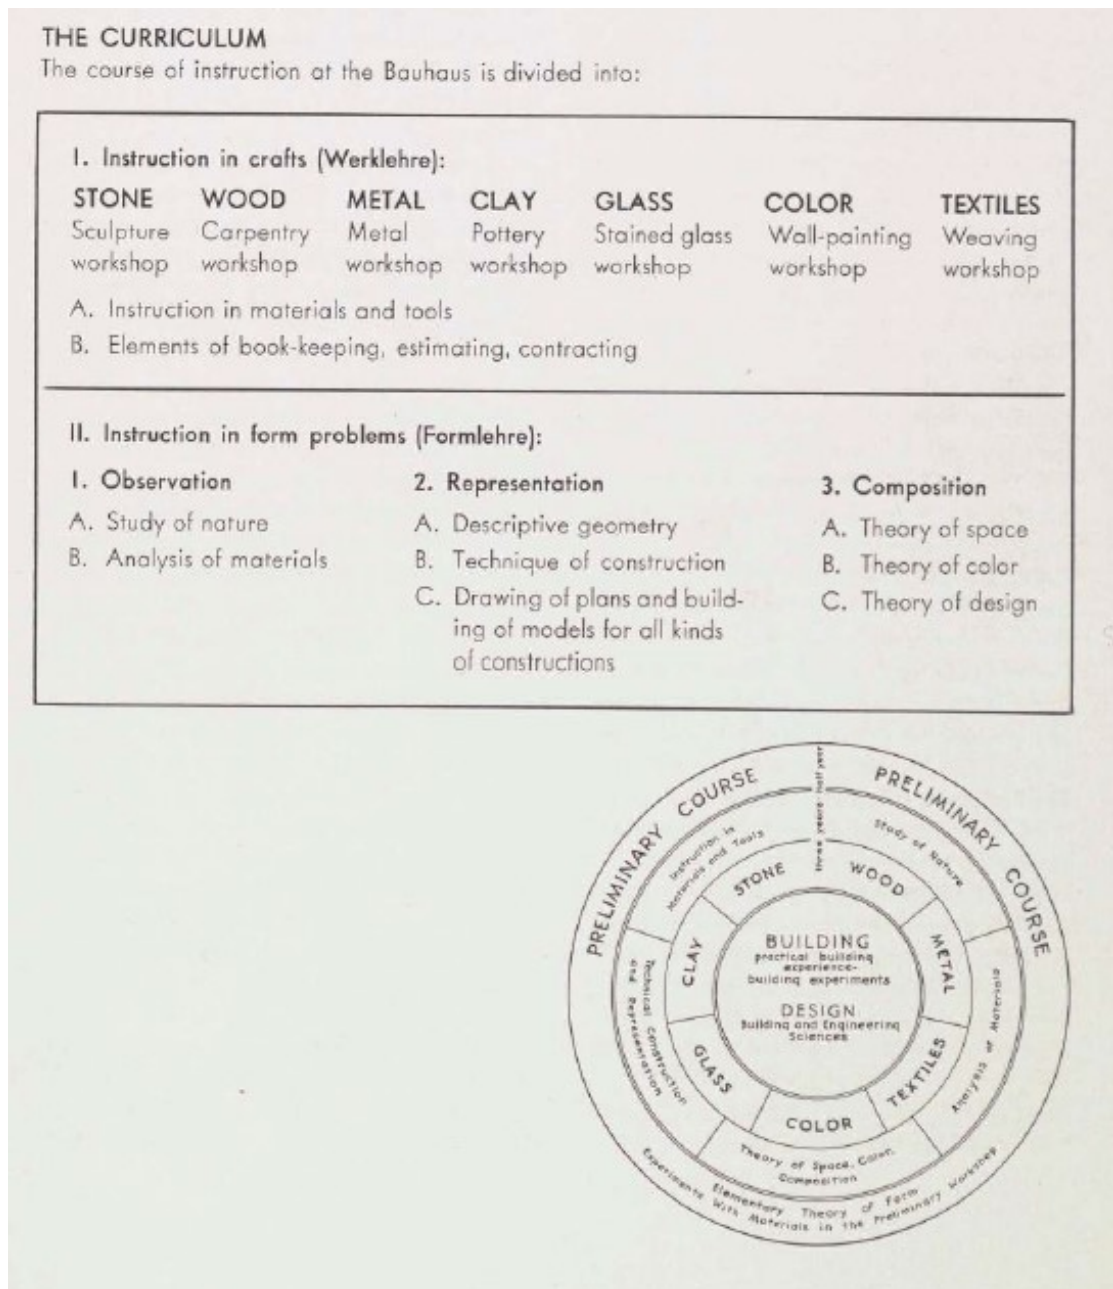 THE CURRICULUM
The course of instruction at the Bauhaus is divided into:
I. Instruction in crafts (Werklehre):
STONE WOOD METAL CLAY GLASS COLOR TEXTILES
Sculpture Carpentry Metal Pottery Stained glass Wall-painting Weaving
workshop workshop workshop workshop workshop workshop workshop
A. Instruction in materials and tools
B. Elements of book-keeping, estimating, contracting
II. Instruction in form problems (Formlehre):
1. Observation
A. Study of nature
B. Analysis of materials
2. Representation
A. Descriptive geometry
B. Technique of construction
C. Drawing of plans and build-
ing of models for all kinds
of constructions
3. Composition
A. Theory of space
B. Theory of color
C. Theory of design
PRELIMINARY COURSE
half year
PRELIMINARY COURSE
three years
Instruction in
Materials and Tools
Study of Nature
Analysis of Materials
Theory of Space, Color,
Composition
Technical Construction
and Representation
STONE
WOOD
METAL
TEXTILES
COLOR
GLASS
CLAY
BUILDING
practical building
experience-
building experiments
DESIGN
Building and Engineering
Sciences
Elementary Theory of Form
Experiments With Materials in the Preliminary Workshop